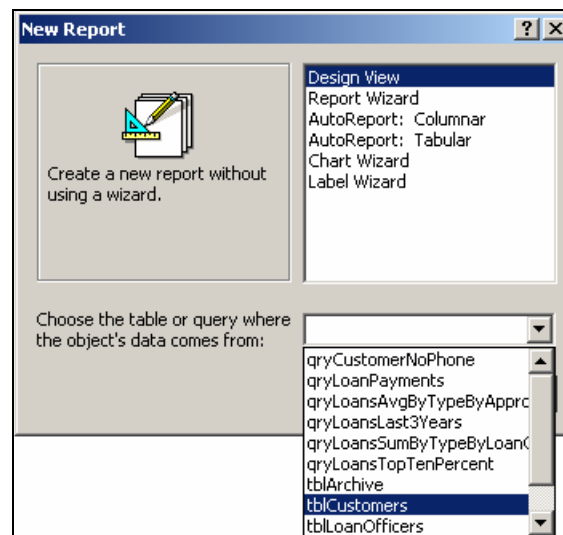 New Report
Design View
Report Wizard
AutoReport: Columnar
AutoReport: Tabular
Chart Wizard
Label Wizard
Create a new report without
using a wizard.
Choose the table or query where
the object's data comes from:
qryCustomerNoPhone
qryLoanPayments
qryLoansAvgByTypeByAppro
qryLoansLast3Years
qryLoansSumByTypeByLoanO
qryLoansTopTenPercent
tblArchive
tblCustomers
tblLoanOfficers